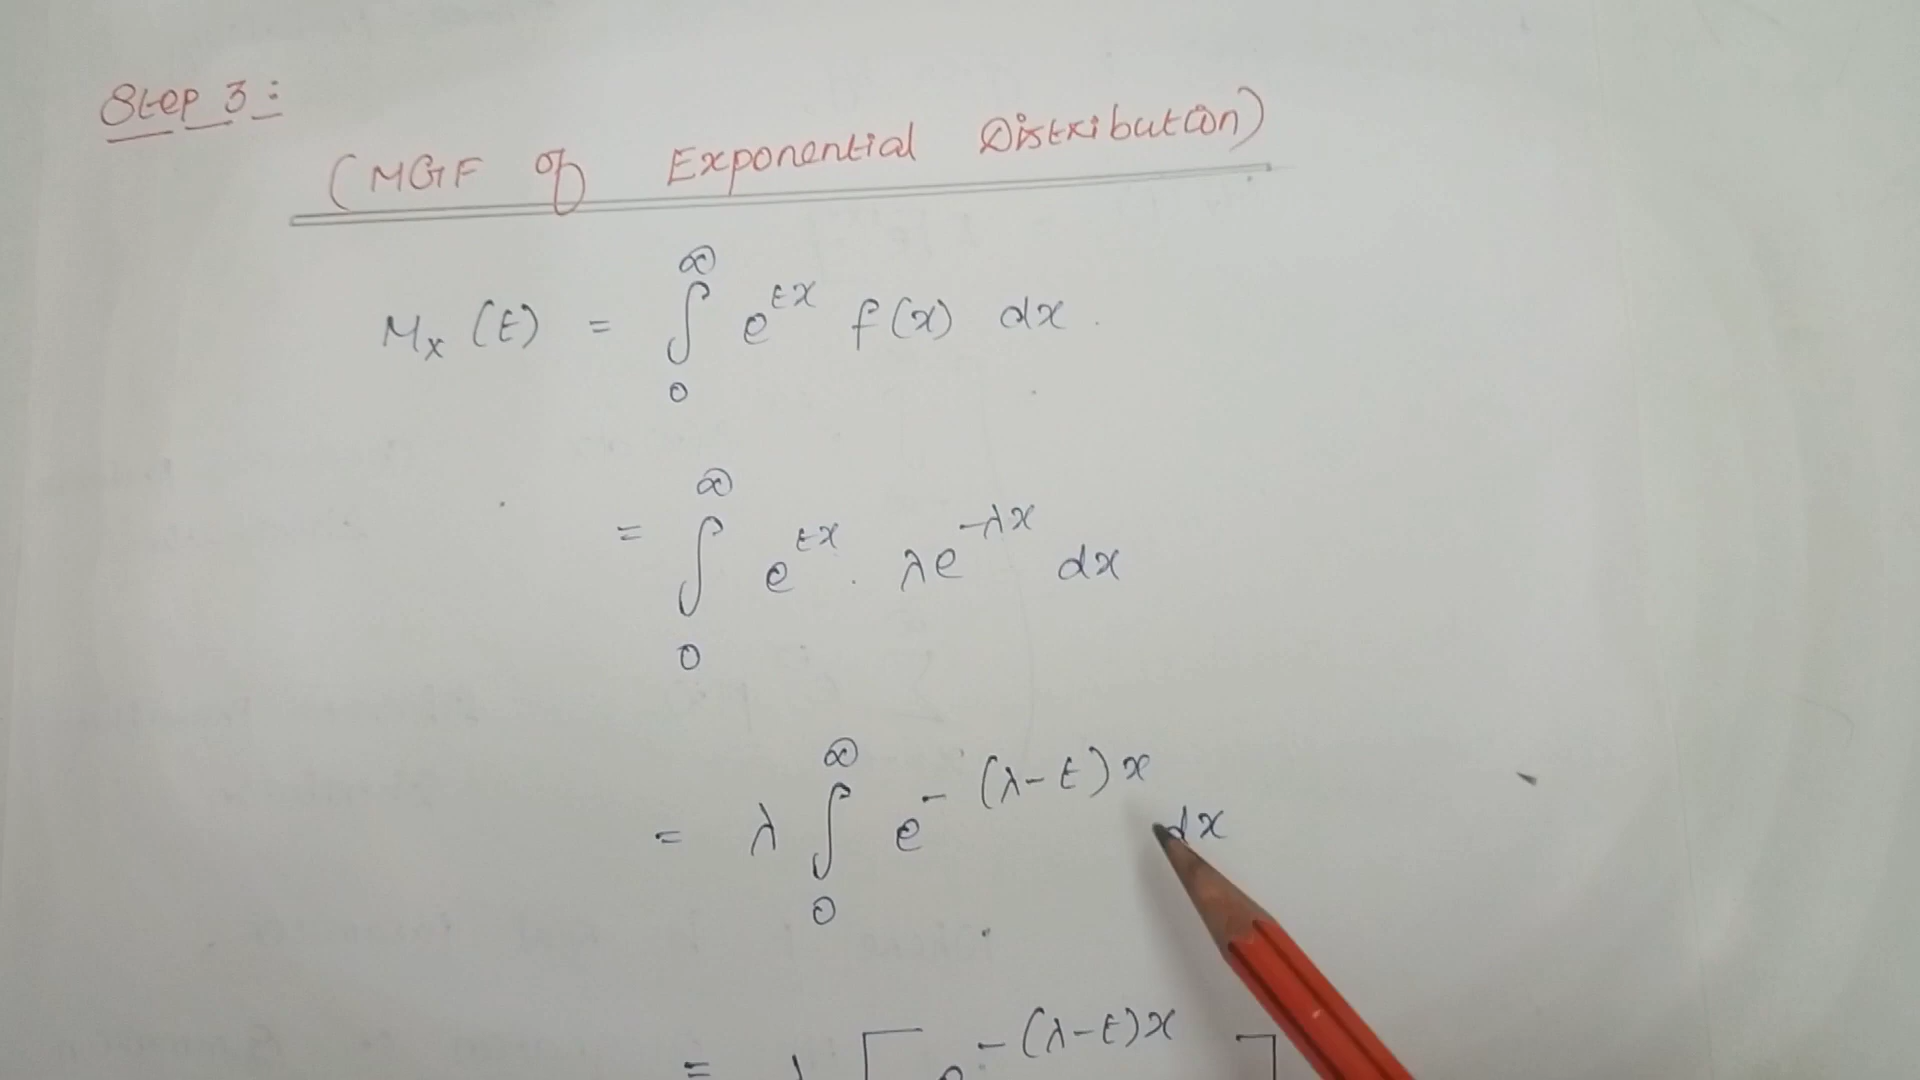 Step 3:
(MGF of Exponential Distribution)
Mx (t) = ∫₀^∞ e^{tx} f(x) dx.
= ∫₀^∞ e^{tx} . λe^{-λx} dx
= λ ∫₀^∞ e^{-(λ-t)x} dx
= λ [ e^{-(λ-t)x} ]